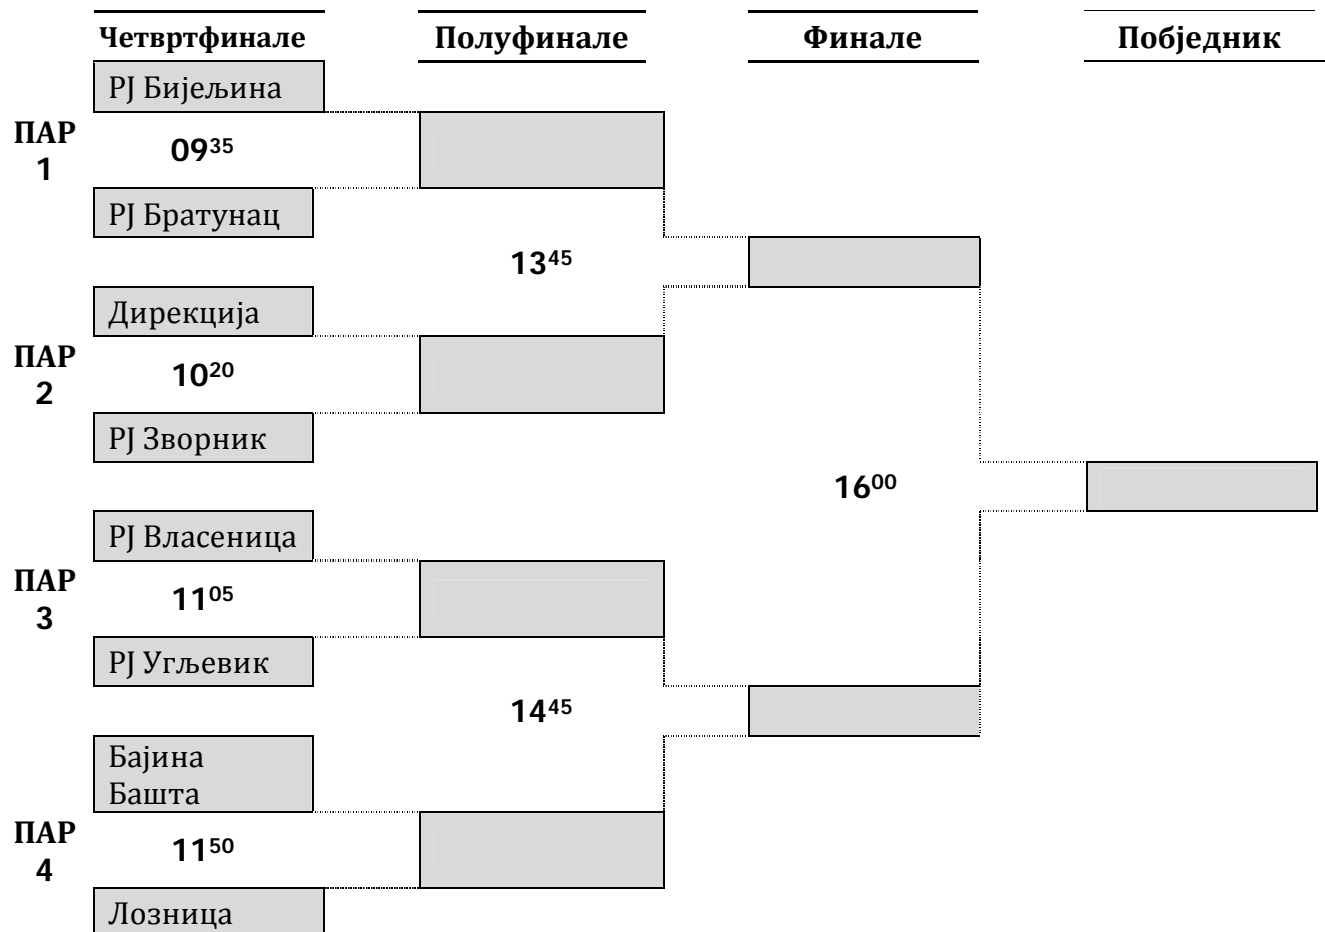 Четвртфинале Полуфинале Финале Побједник
РЈ Бијељина
ПАР
1
09³⁵
РЈ Братунац
13⁴⁵
Дирекција
ПАР
2
10²⁰
РЈ Зворник
16⁰⁰
РЈ Власеница
ПАР
3
11⁰⁵
РЈ Угљевик
14⁴⁵
Бајина
Башта
ПАР
4
11⁵⁰
Лозница